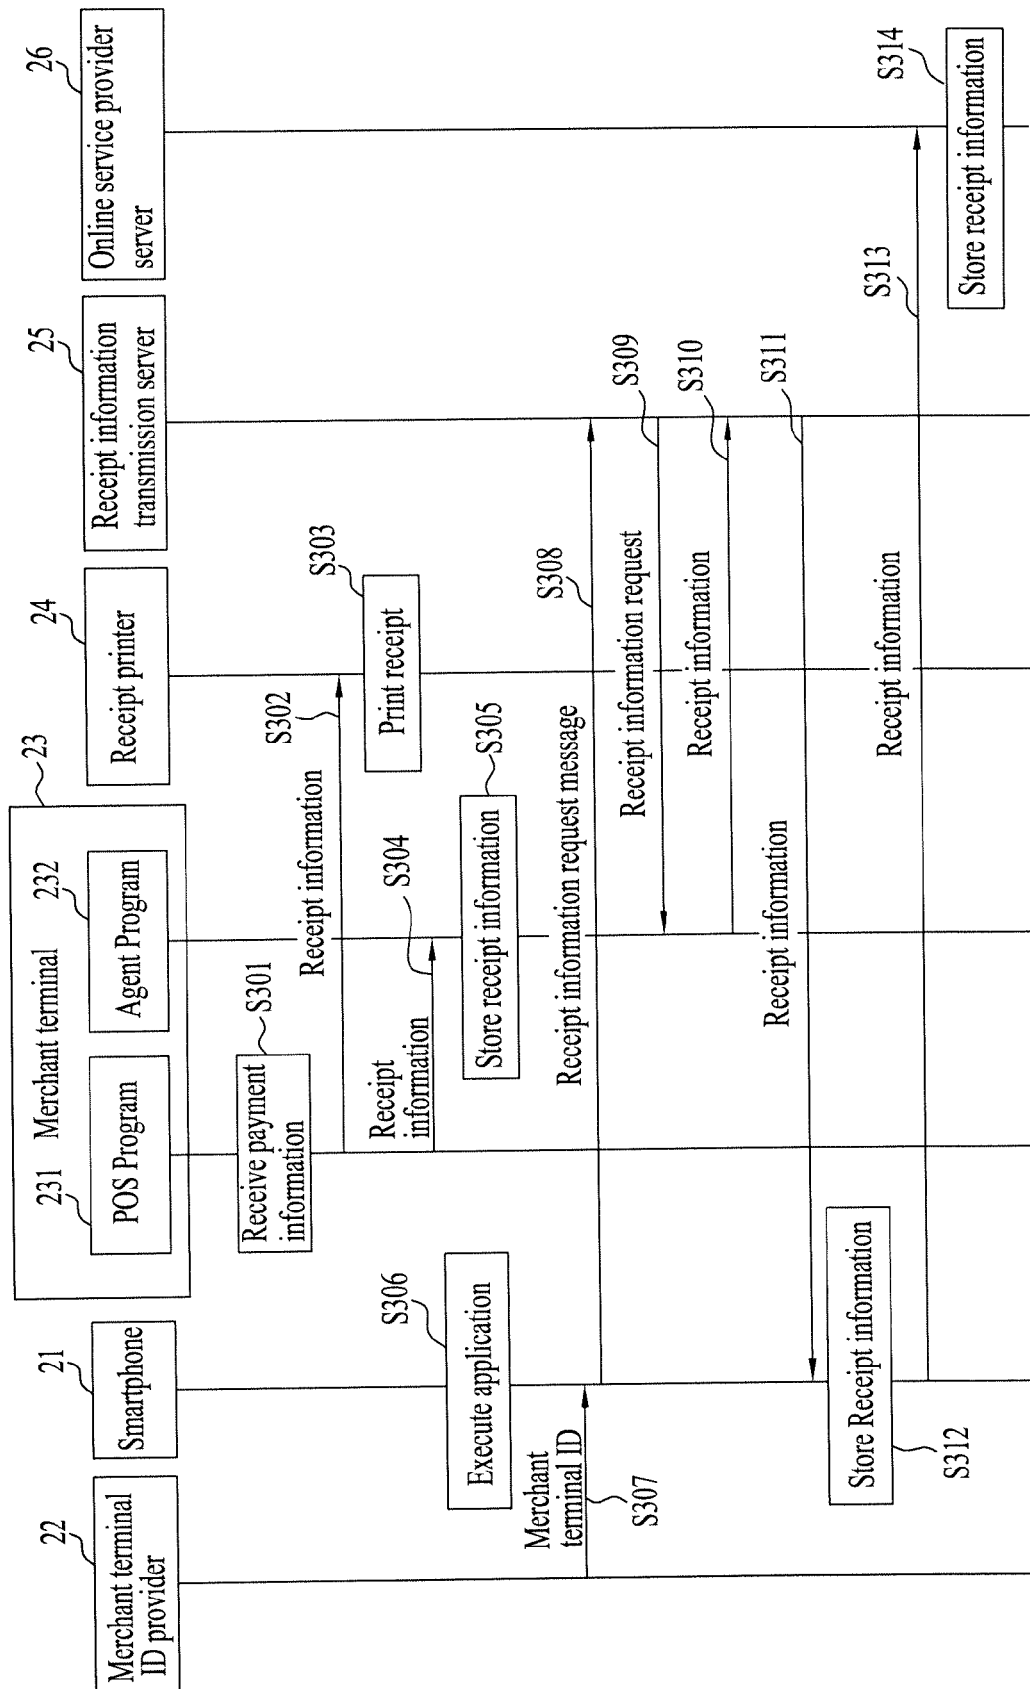 22
Merchant terminal
ID provider
21
Smartphone
23
Merchant terminal
231
POS Program
232
Agent Program
24
Receipt printer
25
Receipt information
transmission server
26
Online service provider
server
Receive payment
information
S301
Receipt information
S302
Print receipt
S303
Receipt
information
S304
Store receipt information
S305
Execute application
S306
Merchant
terminal ID
S307
Receipt information request message
S308
Receipt information request
S309
Receipt information
S310
Receipt information
S311
Store Receipt information
S312
Receipt information
S313
Store receipt information
S314